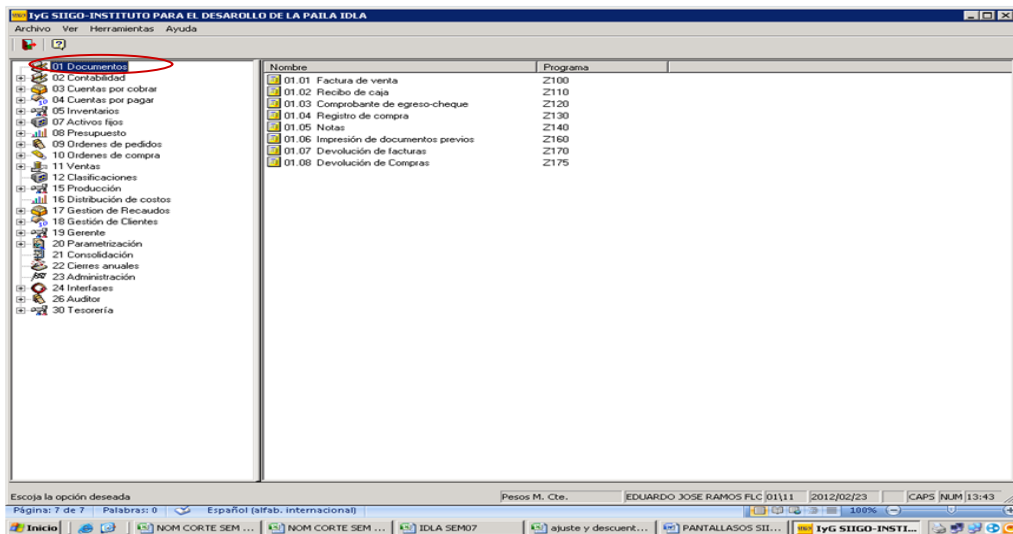 IyG SIIGO-INSTITUTO PARA EL DESAROLLO DE LA PAILA IDLA
Archivo Ver Herramientas Ayuda
01 Documentos
02 Contabilidad
03 Cuentas por cobrar
04 Cuentas por pagar
05 Inventarios
07 Activos fijos
08 Presupuesto
09 Ordenes de pedidos
10 Ordenes de compra
11 Ventas
12 Clasificaciones
15 Producción
16 Distribución de costos
17 Gestion de Recaudos
18 Gestión de Clientes
19 Gerente
20 Parametrización
21 Consolidación
22 Cierres anuales
23 Administración
24 Interfases
26 Auditor
30 Tesorería
Nombre Programa
01.01 Factura de venta Z100
01.02 Recibo de caja Z110
01.03 Comprobante de egreso-cheque Z120
01.04 Registro de compra Z130
01.05 Notas Z140
01.06 Impresión de documentos previos Z160
01.07 Devolución de facturas Z170
01.08 Devolución de Compras Z175
Escoja la opción deseada Pesos M. Cte. EDUARDO JOSE RAMOS FLC 01\11 2012/02/23 CAPS NUM 13:43
Página: 7 de 7 Palabras: 0 Español (alfab. internacional) 100%
Inicio NOM CORTE SEM ... NOM CORTE SEM ... IDLA SEM07 ajuste y descuent... PANTALLASOS SII... IyG SIIGO-INSTI...